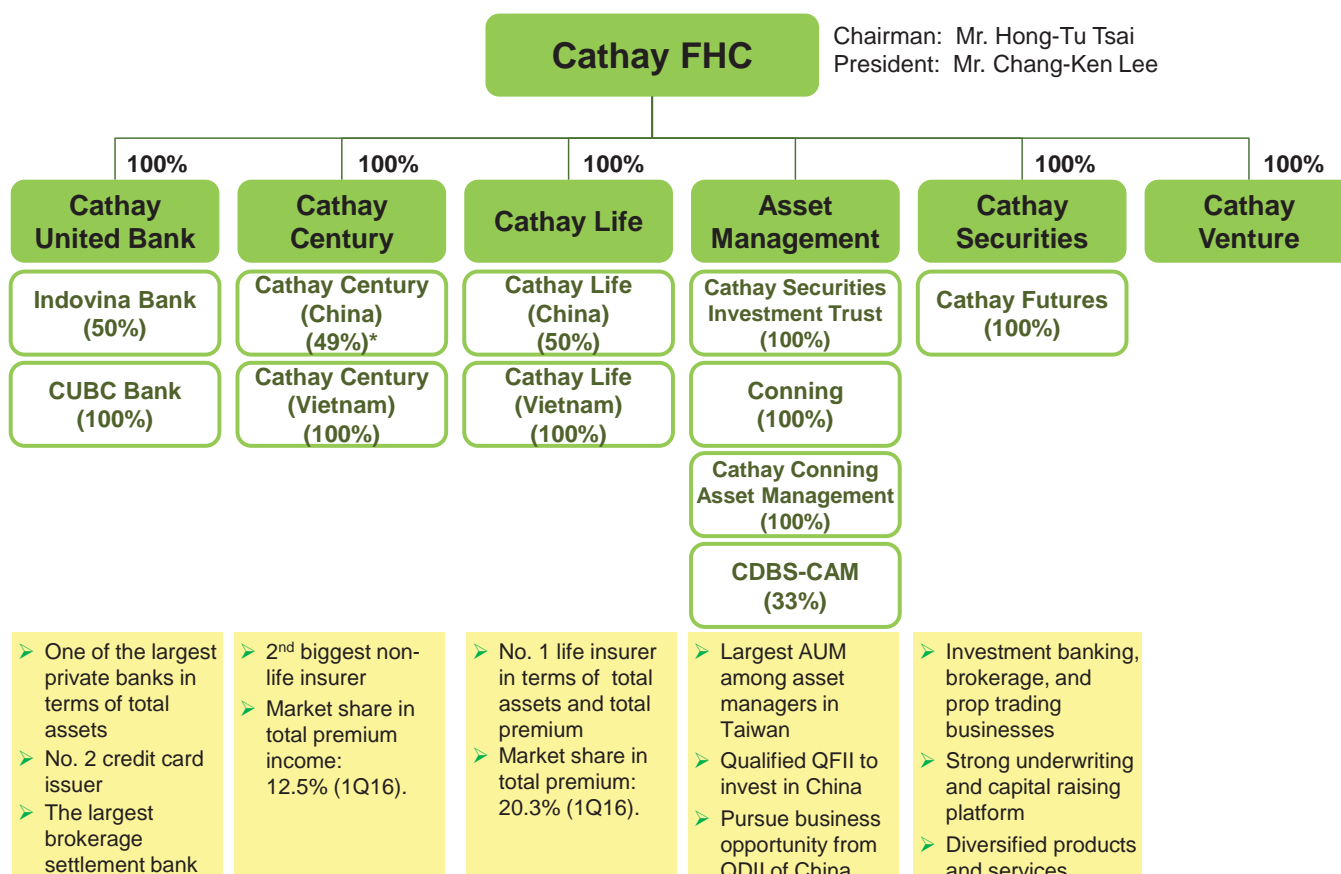 Cathay FHC
Chairman: Mr. Hong-Tu Tsai
President: Mr. Chang-Ken Lee
100%
100%
100%
100%
100%
Cathay
United Bank
Cathay
Century
Cathay Life
Asset
Management
Cathay
Securities
Cathay
Venture
Indovina Bank
(50%)
CUBC Bank
(100%)
Cathay Century
(China)
(49%)*
Cathay Century
(Vietnam)
(100%)
Cathay Life
(China)
(50%)
Cathay Life
(Vietnam)
(100%)
Cathay Securities
Investment Trust
(100%)
Conning
(100%)
Cathay Conning
Asset Management
(100%)
CDBS-CAM
(33%)
Cathay Futures
(100%)
➢ One of the largest
private banks in
terms of total
assets
➢ No. 2 credit card
issuer
➢ The largest
brokerage
settlement bank
➢ 2nd biggest non-
life insurer
➢ Market share in
total premium
income:
12.5% (1Q16).
➢ No. 1 life insurer
in terms of total
assets and total
premium
➢ Market share in
total premium:
20.3% (1Q16).
➢ Largest AUM
among asset
managers in
Taiwan
➢ Qualified QFII to
invest in China
➢ Pursue business
opportunity from
QDII of China
➢ Investment banking,
brokerage, and
prop trading
businesses
➢ Strong underwriting
and capital raising
platform
➢ Diversified products
and services